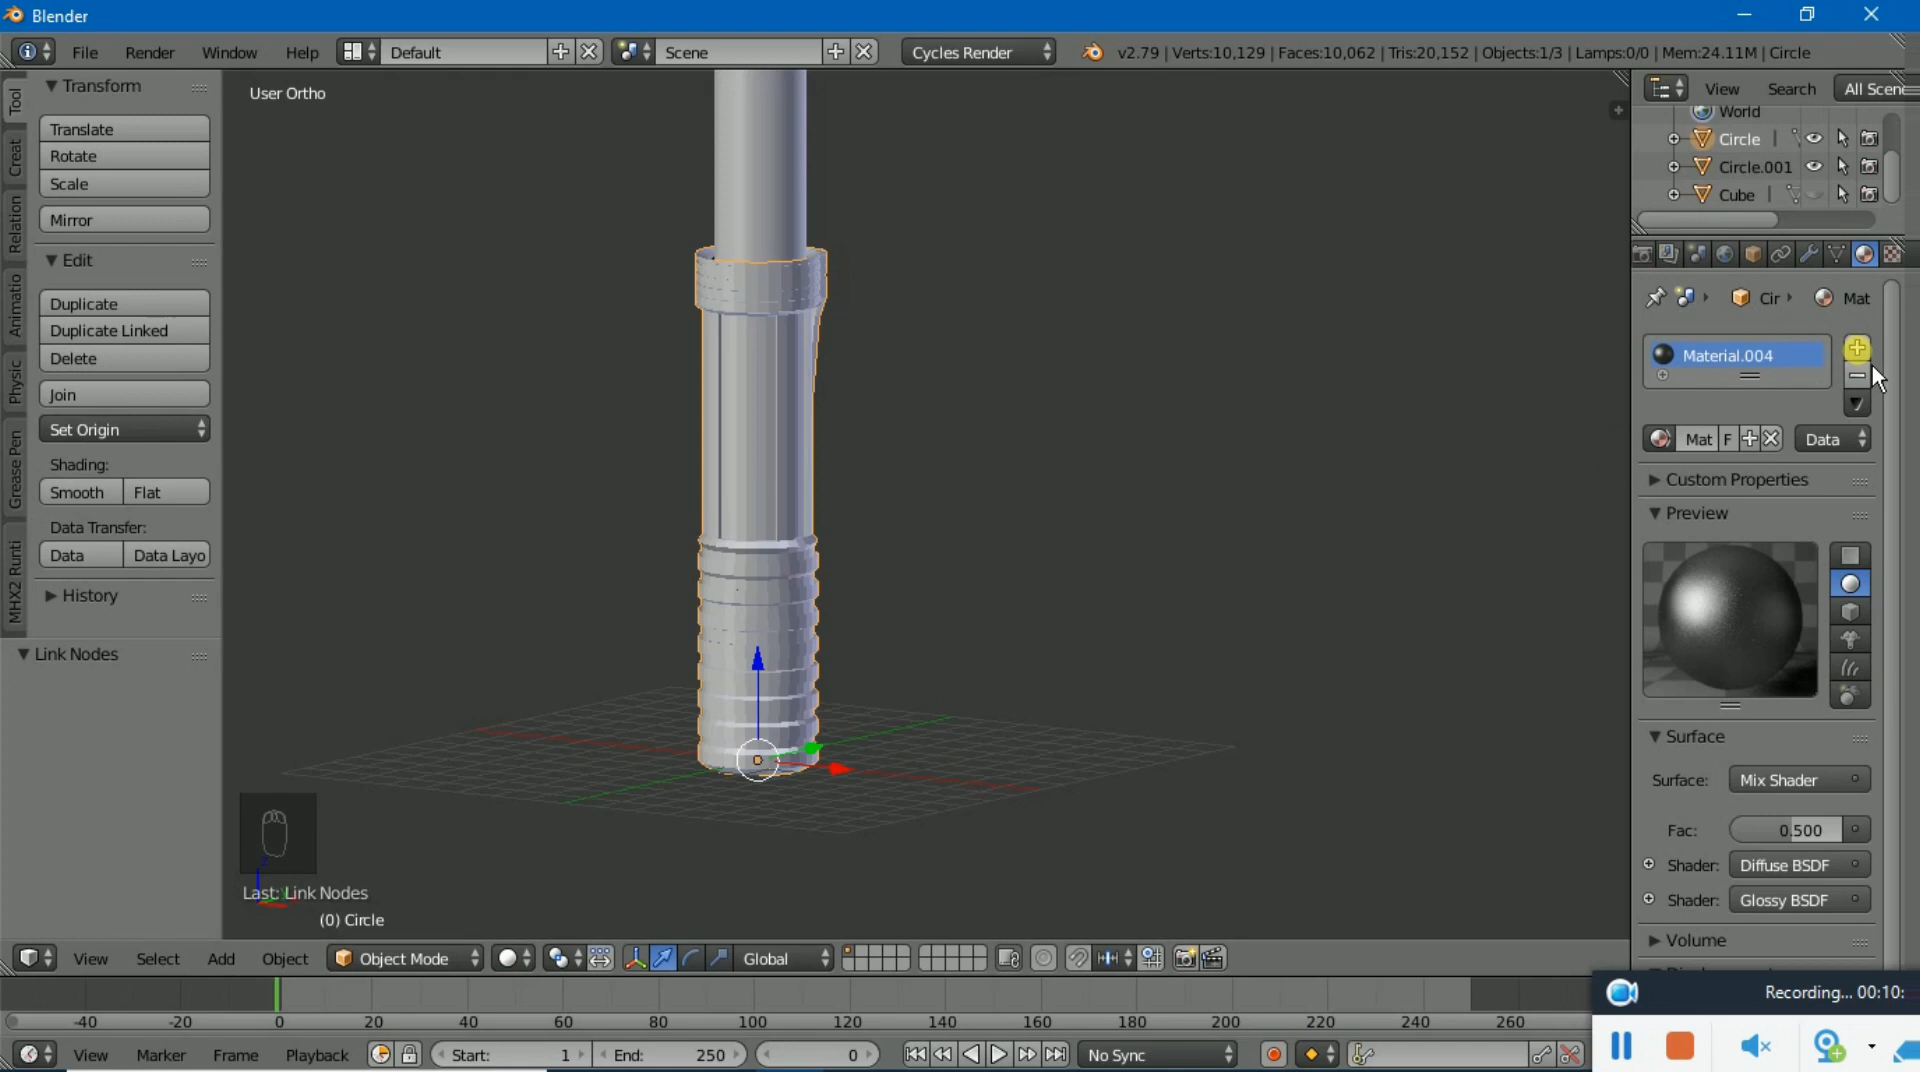 Blender
File Render Window Help Default Scene Cycles Render v2.79 | Verts:10,129 | Faces:10,062 | Tris:20,152 | Objects:1/3 | Lamps:0/0 | Mem:24.11M | Circle
Tool
Creat
Relation
Animatio
Physic
Grease Pen
MHX2 Runti
Transform
Translate
Rotate
Scale
Mirror
Edit
Duplicate
Duplicate Linked
Delete
Join
Set Origin
Shading:
Smooth Flat
Data Transfer:
Data Data Layo
History
Link Nodes
User Ortho
Last: Link Nodes
(0) Circle
View Search All Scen
World
Circle
Circle.001
Cube
Cir Mat
Material.004
Mat F Data
Custom Properties
Preview
Surface
Surface: Mix Shader
Fac: 0.500
Shader: Diffuse BSDF
Shader: Glossy BSDF
Volume
View Select Add Object Object Mode Global
-40 -20 0 20 40 60 80 100 120 140 160 180 200 220 240 260
View Marker Frame Playback Start: 1 End: 250 0 No Sync
Recording... 00:10: